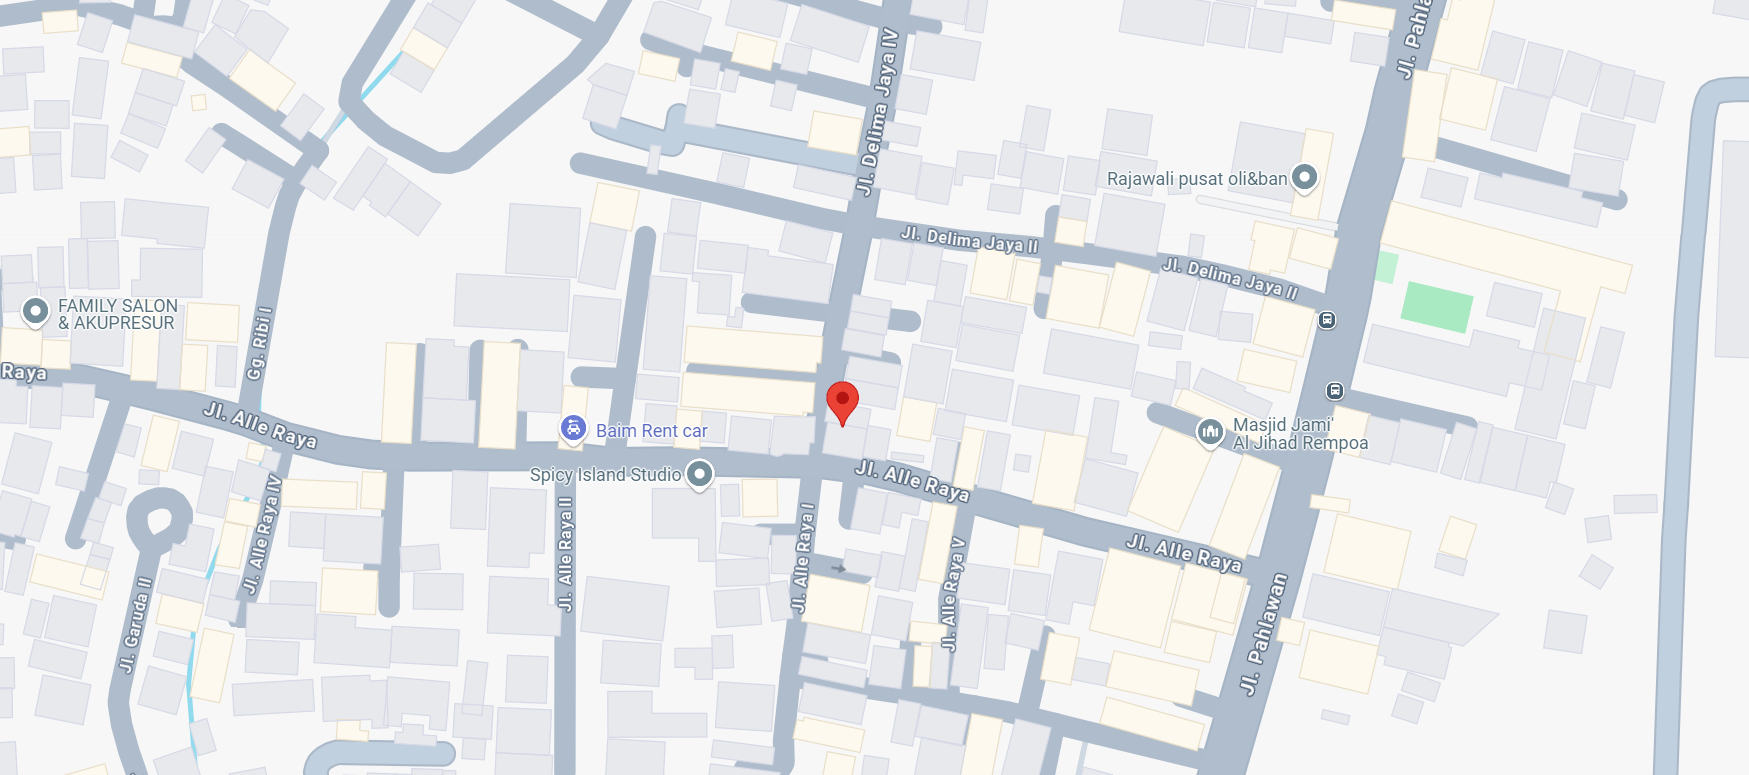 Jl. Pahla
Jl. Delima Jaya IV
Rajawali pusat oli&ban
Jl. Delima Jaya II
Jl. Delima Jaya II
FAMILY SALON
& AKUPRESUR
Gg. Ribi I
Raya
Jl. Alle Raya
Baim Rent car
Masjid Jami'
Al Jihad Rempoa
Spicy Island Studio
Jl. Alle Raya
Jl. Alle Raya IV
Jl. Alle Raya II
Jl. Alle Raya I
Jl. Alle Raya V
Jl. Alle Raya
Jl. Garuda II
Jl. Pahlawan